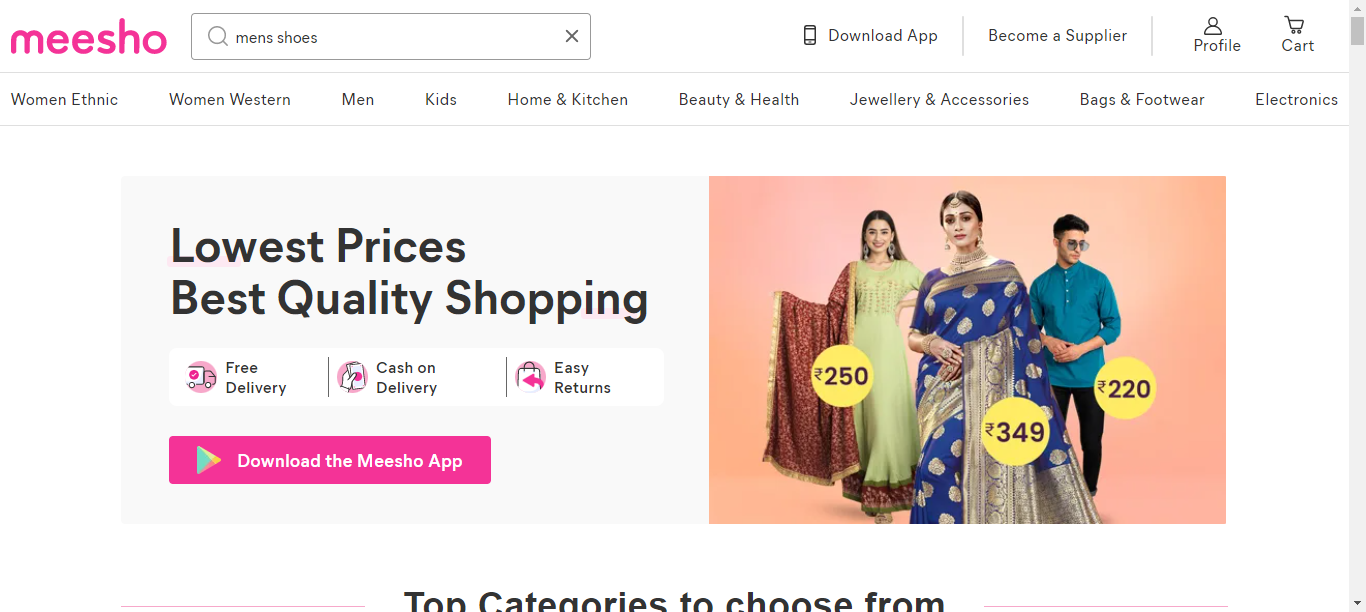 meesho
mens shoes
Download App
Become a Supplier
Profile
Cart
Women Ethnic
Women Western
Men
Kids
Home & Kitchen
Beauty & Health
Jewellery & Accessories
Bags & Footwear
Electronics
Lowest Prices
Best Quality Shopping
Free
Delivery
Cash on
Delivery
Easy
Returns
Download the Meesho App
₹250
₹349
₹220
Top Categories to choose from